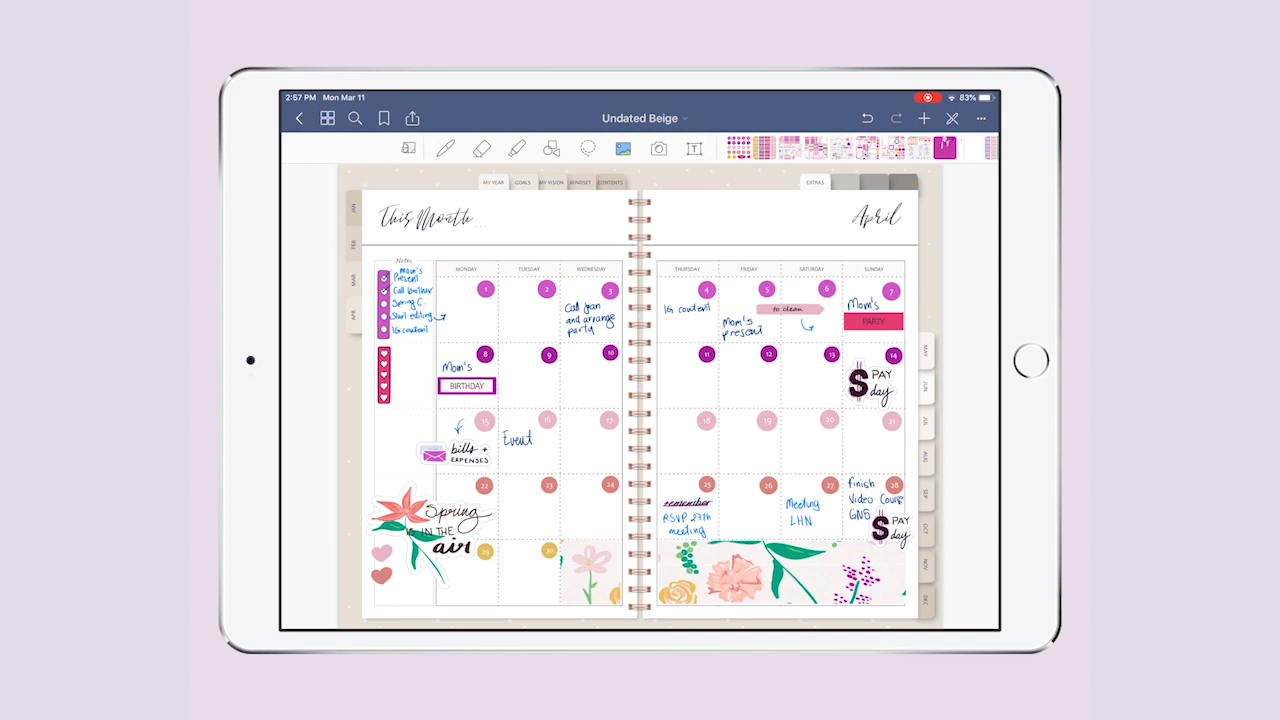 2:57 PM Mon Mar 11
83%
Undated Beige
MY YEAR GOALS MY VISION MINDSET CONTENTS
EXTRAS
JAN
FEB
MAR
APR
This Month...
April
Notes
Mom's
Present
Call brother
Spring C.
Start editing
IG content
MONDAY TUESDAY WEDNESDAY THURSDAY FRIDAY SATURDAY SUNDAY
1 2 3 4 5 6 7
Call Joan
and arrange
party
IG content
Mom's
present
to clean
Mom's
PARTY
8 9 10 11 12 13 14
Mom's
BIRTHDAY
$ PAY
day
15 16 17 18 19 20 21
bills +
EXPENSES
Event
22 23 24 25 26 27 28
remember
RSVP 27th
meeting
Meeting
LHN
finish
Video Course
GN5
$ PAY
day
Spring
is IN THE
air
29 30
MAY
JUN
JUL
AUG
SEP
OCT
NOV
DEC